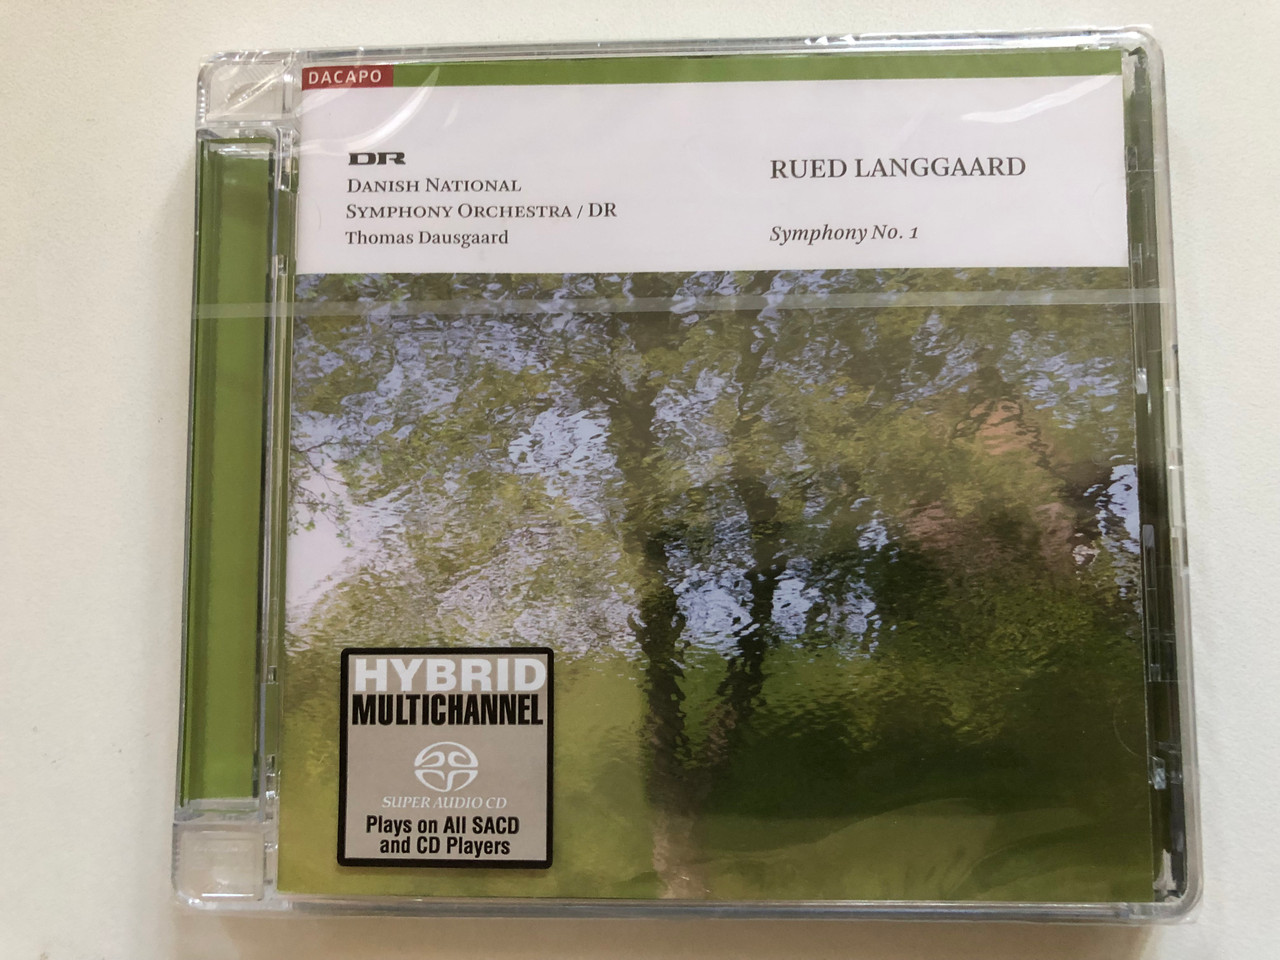 DACAPO
DR
DANISH NATIONAL
SYMPHONY ORCHESTRA / DR
Thomas Dausgaard
RUED LANGGAARD
Symphony No. 1
HYBRID
MULTICHANNEL
SUPER AUDIO CD
Plays on All SACD
and CD Players